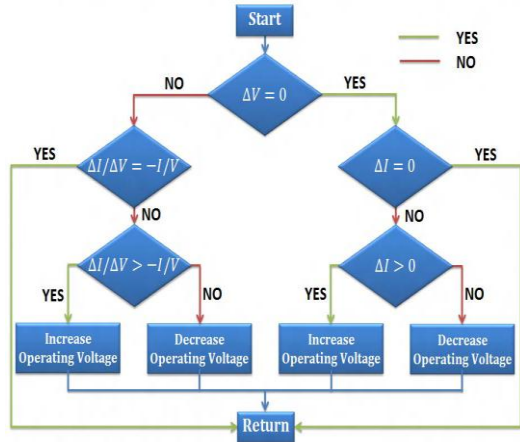 Start
YES
NO
NO
YES
ΔV = 0
YES
ΔI/ΔV = −I/V
ΔI = 0
YES
NO
NO
ΔI/ΔV > −I/V
ΔI > 0
YES
NO
YES
NO
Increase
Operating Voltage
Decrease
Operating Voltage
Increase
Operating Voltage
Decrease
Operating Voltage
Return